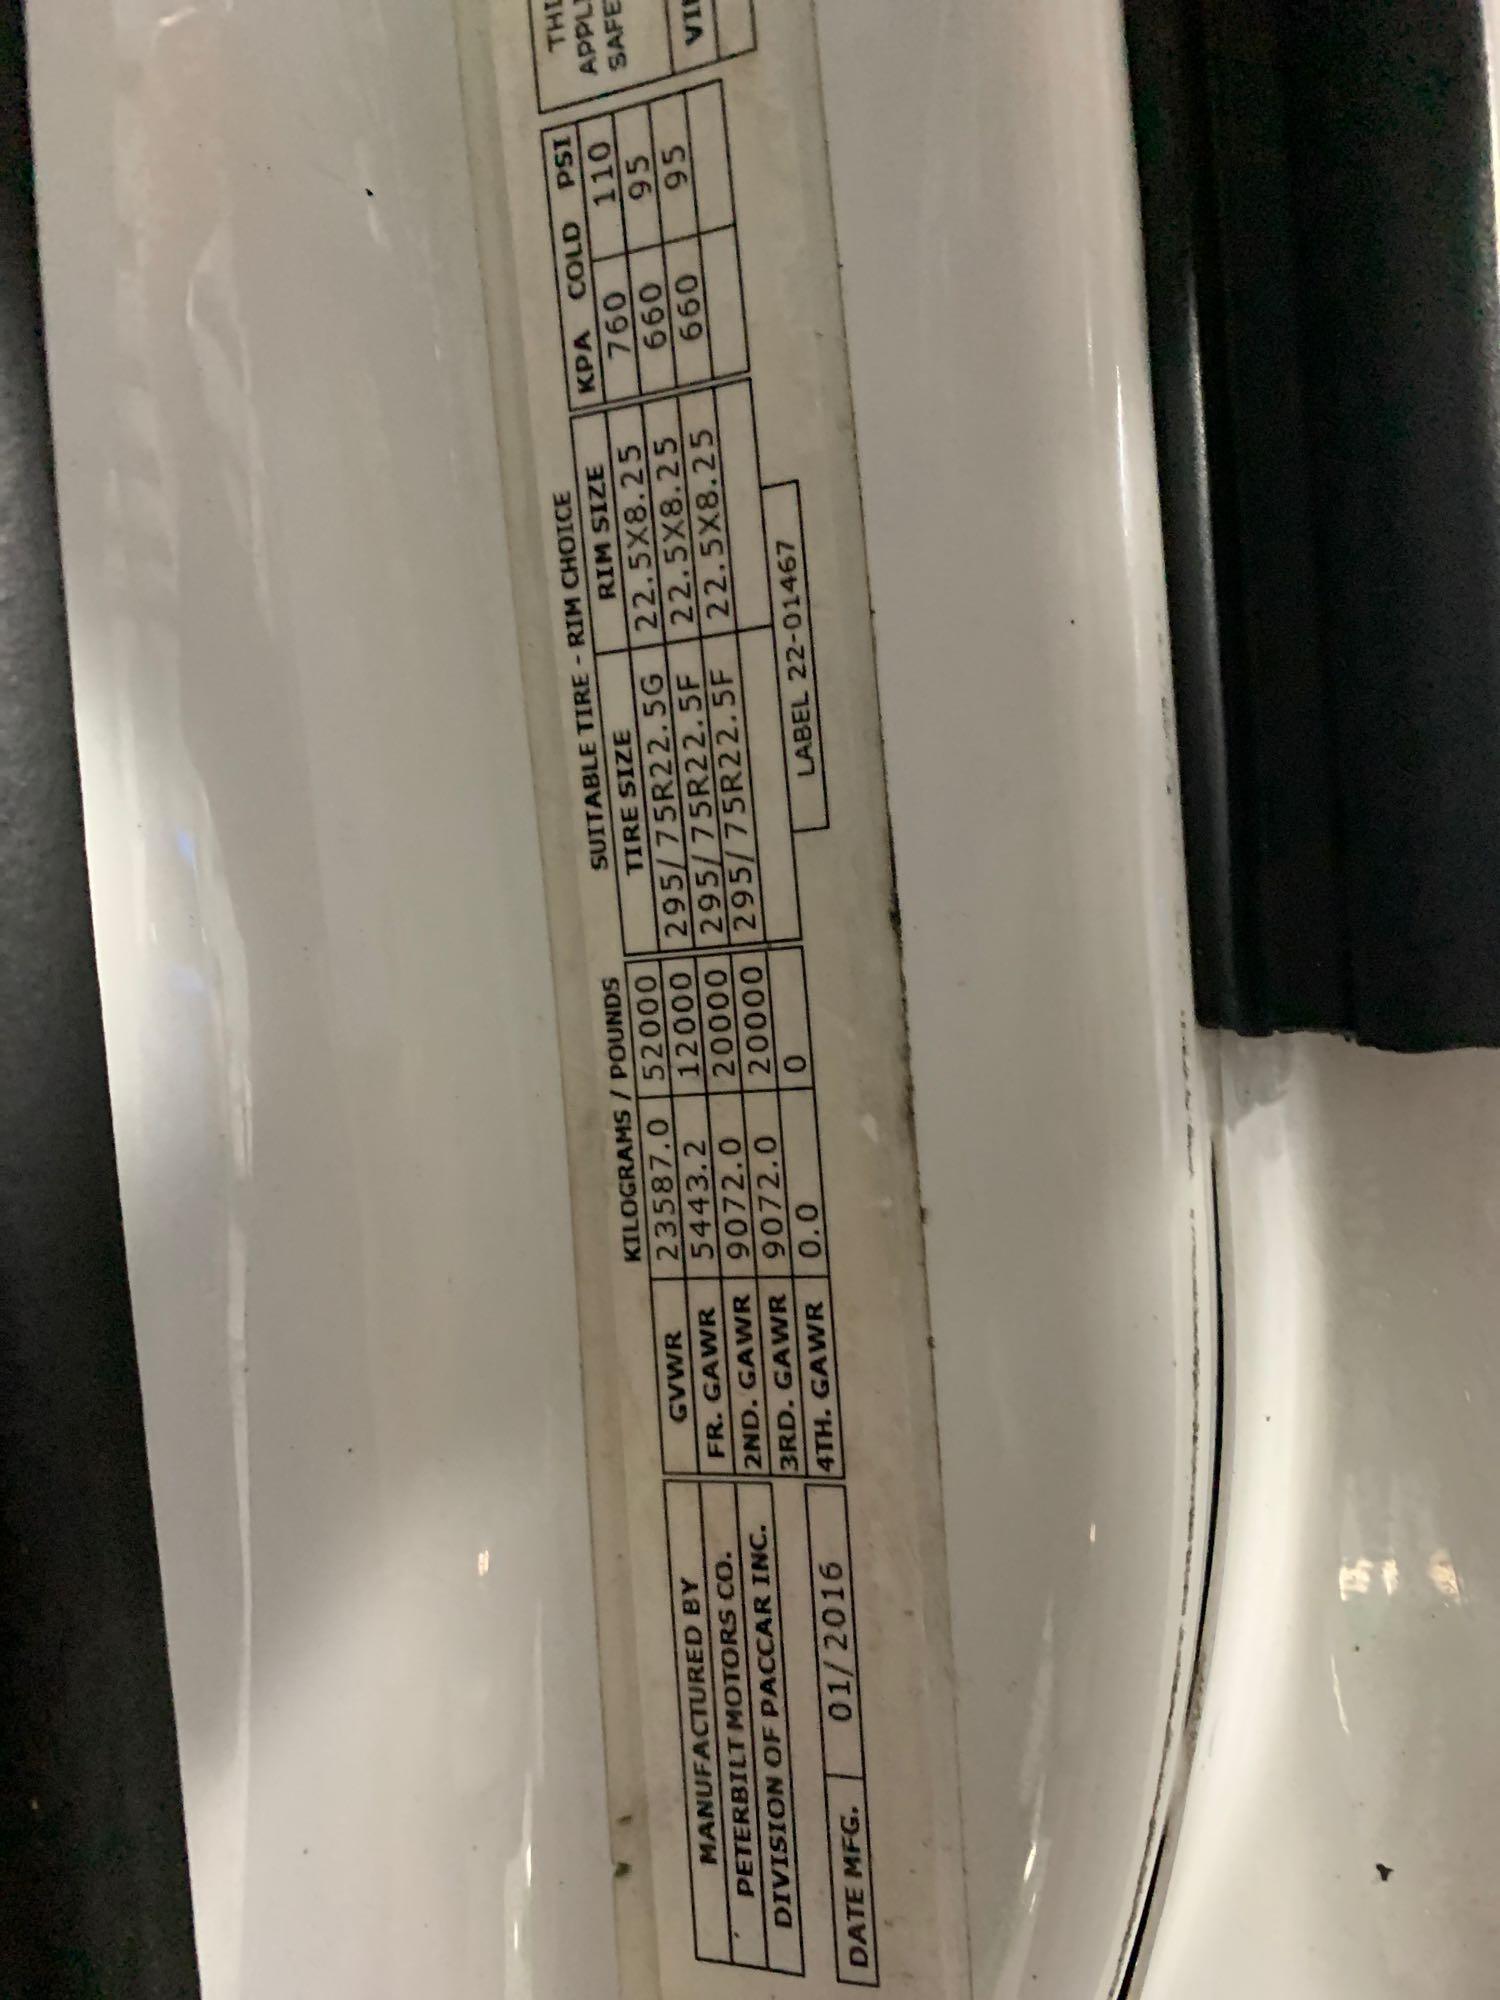 MANUFACTURED BY
PETERBILT MOTORS CO.
DIVISION OF PACCAR INC.
DATE MFG. 01/2016
KILOGRAMS / POUNDS
GVWR 23587.0 52000
FR. GAWR 5443.2 12000
2ND. GAWR 9072.0 20000
3RD. GAWR 9072.0 20000
4TH. GAWR 0.0 0
SUITABLE TIRE - RIM CHOICE
TIRE SIZE RIM SIZE KPA COLD PSI
295/75R22.5G 22.5X8.25 760 110
295/75R22.5F 22.5X8.25 660 95
295/75R22.5F 22.5X8.25 660 95
LABEL 22-01467
THI
APPLI
SAFE
VI